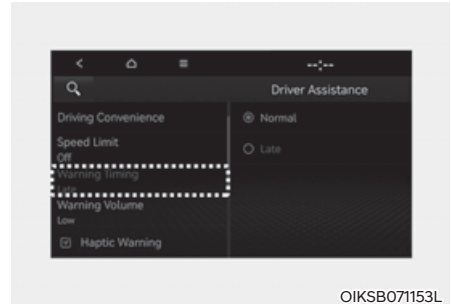 --:--
Driver Assistance
Driving Convenience
Speed Limit
Off
Warning Timing
Late
Warning Volume
Low
Haptic Warning
Normal
Late
OIKSB071153L